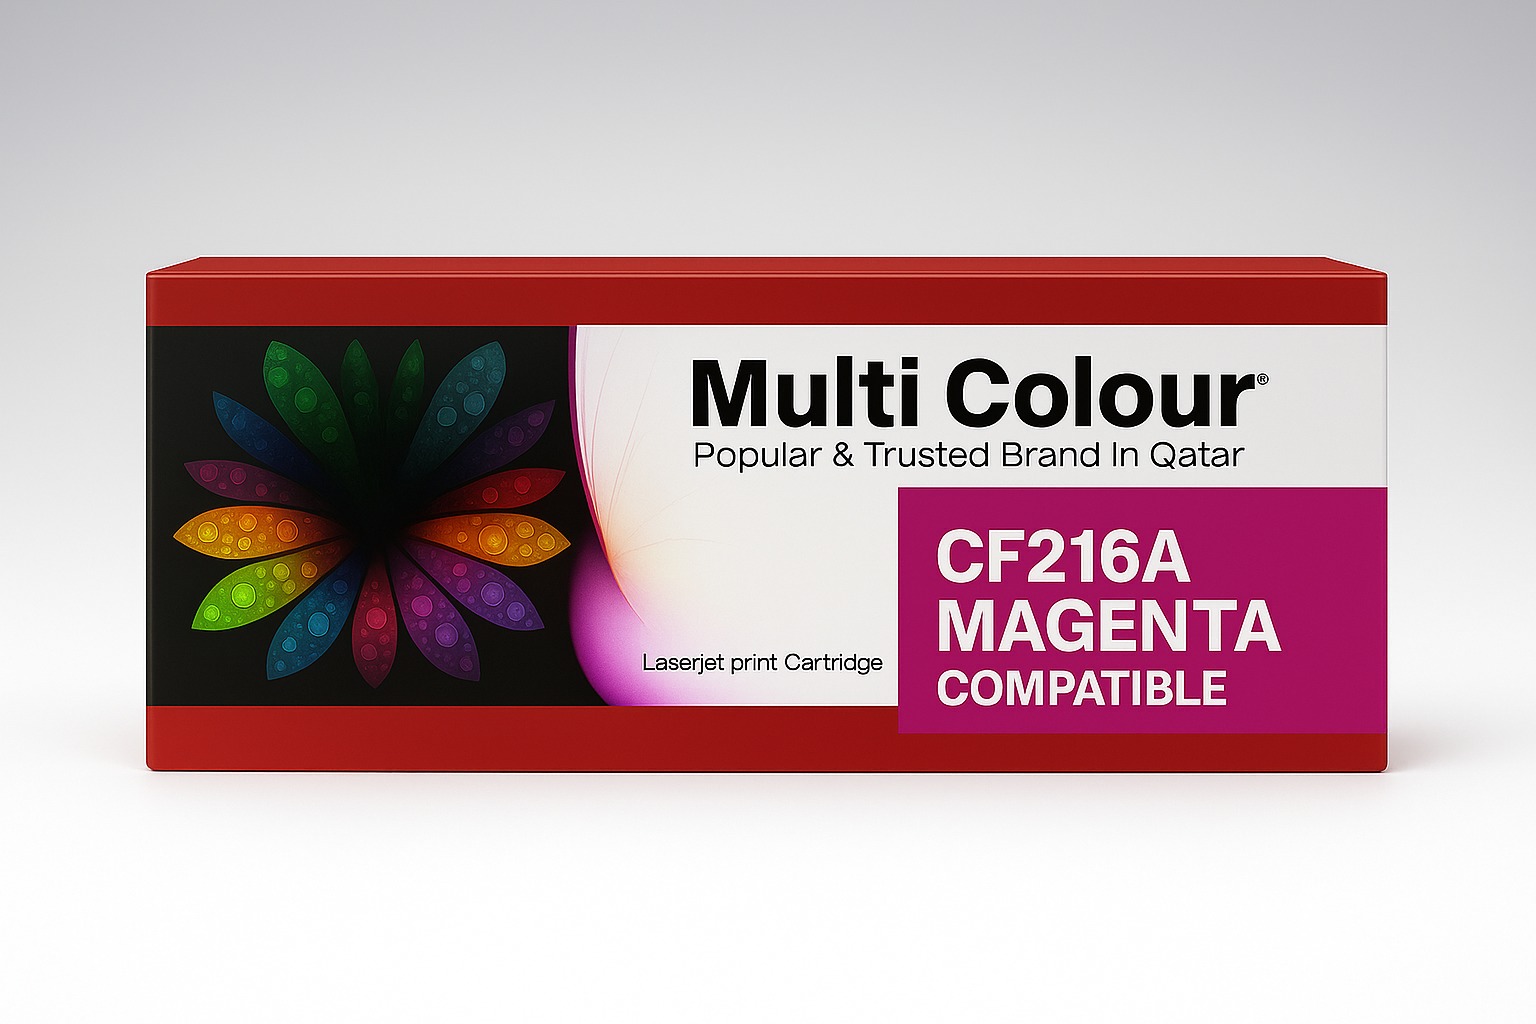 Multi Colour®
Popular & Trusted Brand In Qatar
CF216A
MAGENTA
COMPATIBLE
Laserjet print Cartridge